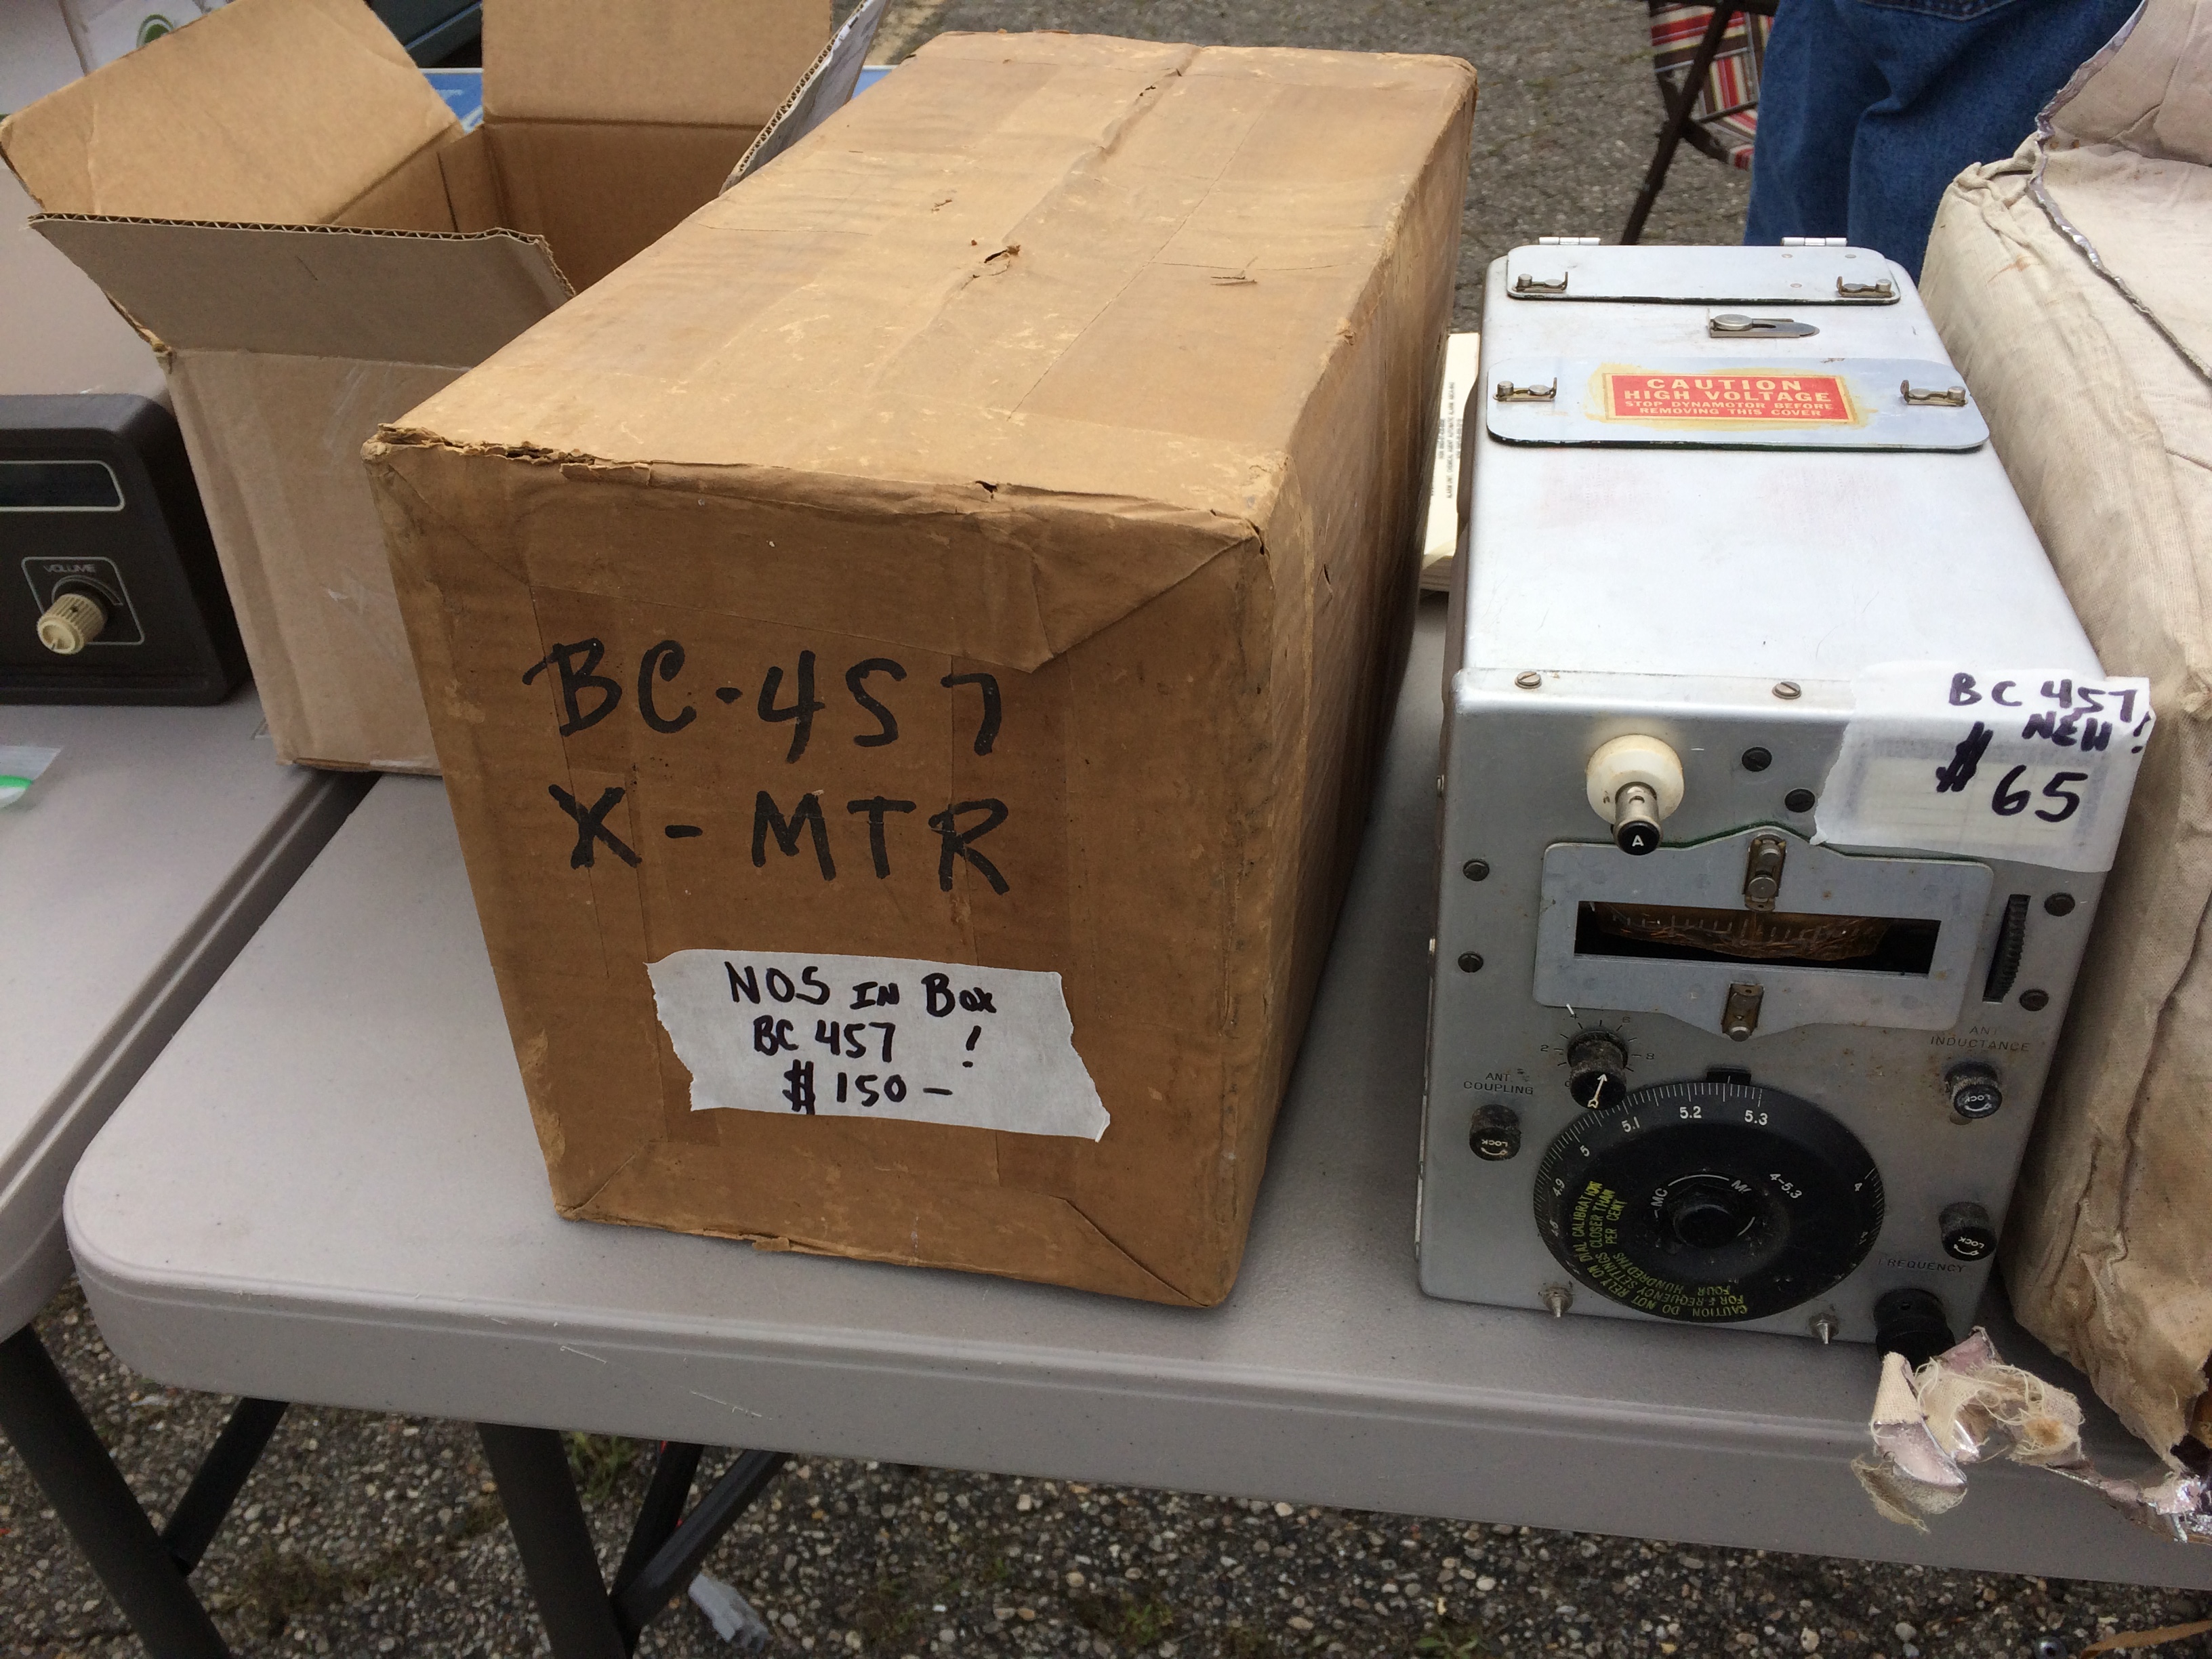 VOLUME
BC-457
X-MTR
NOS IN Box
BC 457 !
$150-
CAUTION
HIGH VOLTAGE
STOP DYNAMOTOR BEFORE
REMOVING THIS COVER
BC 457
NEW!
$65
A
2
6
8
ANT
INDUCTANCE
ANT
COUPLING
LOCK
LOCK
LOCK
FREQUENCY
4.9
5
5.1
5.2
5.3
4
MC
4-5.3
CAUTION DO NOT RELY ON DIAL CALIBRATION
FOR FREQUENCY SETTINGS CLOSER THAN
FOUR HUNDREDTHS PER CENT